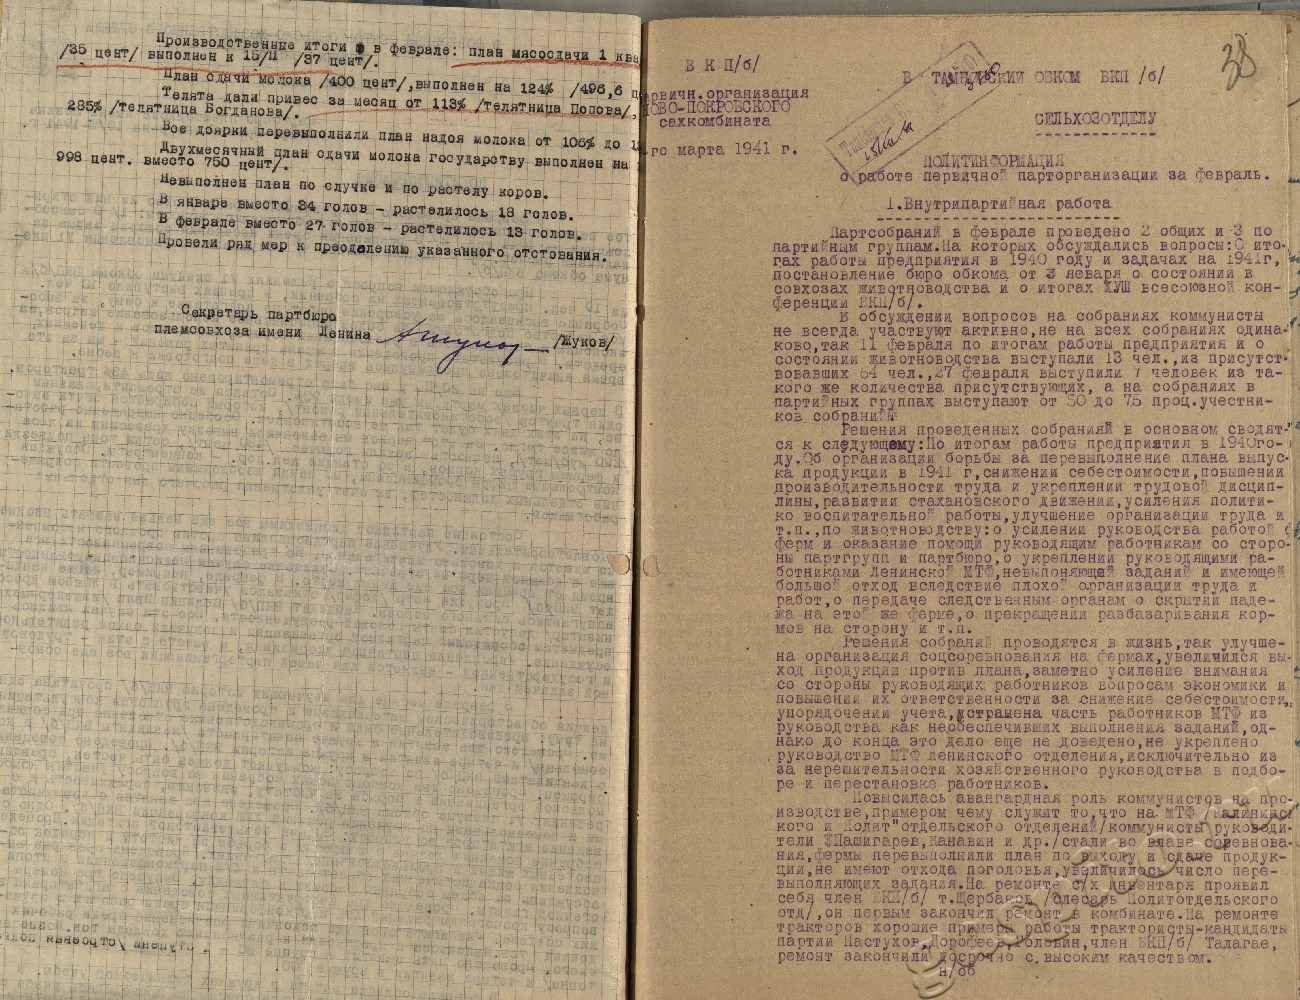 Производственные итоги в феврале: план мясосдачи 1 ква
/35 цент/ выполнен к 15/II /37 цент/.
План сдачи молока /400 цент/,выполнен на 124% /496,6 ц
Телята дали привес за месяц от 113% /телятница Попова/,
285% /телятница Богданова/.
Все доярки перевыполнили план надоя молока от 106% до 1
Двухмесячный план сдачи молока государству выполнен на
998 цент. вместо 750 цент/.
Невыполнен план по случке и по растелу коров.
В январе вместо 34 голов - растелилось 18 голов.
В феврале вместо 27 голов - растелилось 13 голов.
Провели ряд мер к преодолению указанного отставания.
Секретарь партбюро
племсовхоза имени Ленина /Жуков/
38
В К П/б/
ервичн.организация
НОВО-ПОКРОВСКОГО
сахкомбината
го марта 1941 г.
В ТАМБОВСКИЙ ОБКОМ ВКП /б/
СЕЛЬХОЗОТДЕЛУ
ПОЛИТИНФОРМАЦИЯ
о работе первичной парторганизации за февраль.
1.Внутрипартийная работа
Партсобраний в феврале проведено 2 общих и 3 по
партийным группам.На которых обсуждались вопросы:О ито-
гах работы предприятия в 1940 году и задачах на 1941г,
постановление бюро обкома от 3 января о состоянии в
совхозах животноводства и о итогах ХУШ всесоюзной кон-
ференции ВКП/б/.
В обсуждении вопросов на собраниях коммунисты
не всегда участвуют активно,не на всех собраниях одина-
ково,так 11 февраля по итогам работы предприятия и о
состоянии животноводства выступали 13 чел.,из присутст-
вовавших 64 чел.,27 февраля выступили 7 человек из та-
кого же количества присутствующих, а на собраниях в
партийных группах выступают от 50 до 75 проц.участни-
ков собраний.
Решения проведенных собраниий в основном сводят-
ся к следующему:По итогам работы предприятия в 1940го-
ду.Об организации борьбы за перевыполнение плана выпус-
ка продукции в 1941 г,снижении себестоимости,повышении
производительности труда и укреплении трудовой дисцип-
лины,развитии стахановского движения,усиления полити-
ко воспитательной работы,улучшение организации труда и
т.п.,по животноводству:о усилении руководства работой
ферм и оказание помощи руководящим работникам со сторо-
ны партгрупп и партбюро,о укреплении руководящими ра-
ботниками Ленинской МТФ,невыпоняющей заданий и имеющей
большой отход вследствие плохой организации труда и
работ,о передаче следственным органам о скрытии паде-
жа на этой же ферме,о прекращении разбазаривания кор-
мов на сторону и т.п.
Решения собраний проводятся в жизнь,так улучше-
на организация соцсоревнования на фермах,увеличился вы-
ход продукции против плана,заметно усиление внимания
со стороны руководящих работников вопросам экономики и
повышении их ответственности за снижение себестоимости,
упорядочении учета,устранена часть работников МТФ из
руководства как необеспечивших выполнения заданий,од-
нако до конца это дело еще не доведено,не укреплено
руководство МТФ Ленинского отделения,исключительно из
за нерешительности хозяйственного руководства в подбо-
ре и перестановке работников.
Повысилась авангардная роль коммунистов на про-
изводстве,примером чему служит то,что на МТФ /Калининс
кого и Полит"отдельского отделений/коммунисты руководи-
тели Пашигарев,Канавин и др./стали во главе соревнова-
ния,фермы перевыполнили план по выходу и сдаче продук-
ции,не имеют отхода поголовья,увеличилось число пере-
выполняющих задания.На ремонте с/х инвентаря проявил
себя член ВКП/б/ т.Щербаков /слесарь Политотдельского
отд/,он первым закончил ремонт в комбинате.На ремонте
тракторов хорошие примеры работы трактористы-кандидаты
партии Пастухов,Дорофеев,Головин,член ВКП/б/ Талагае,
ремонт закончили досрочно с высоким качеством.
н/об